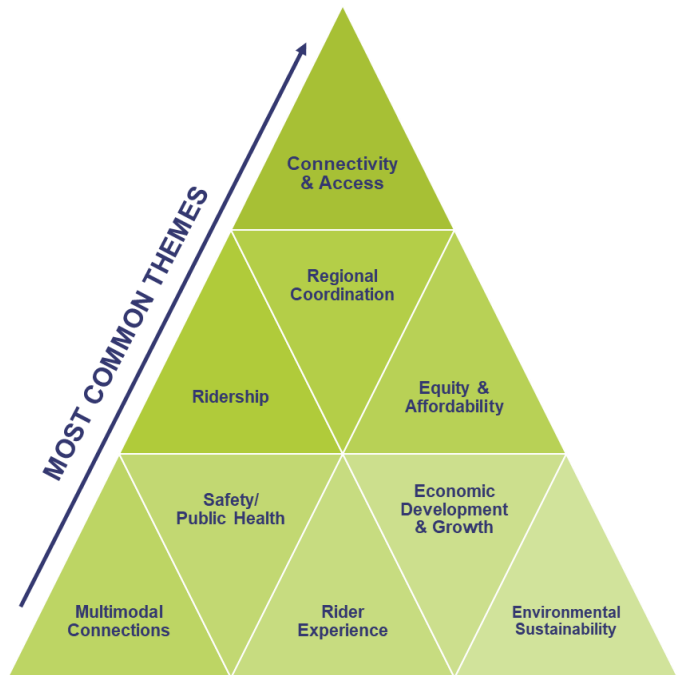 MOST COMMON THEMES
Connectivity
& Access
Regional
Coordination
Ridership
Equity &
Affordability
Safety/
Public Health
Economic
Development
& Growth
Multimodal
Connections
Rider
Experience
Environmental
Sustainability